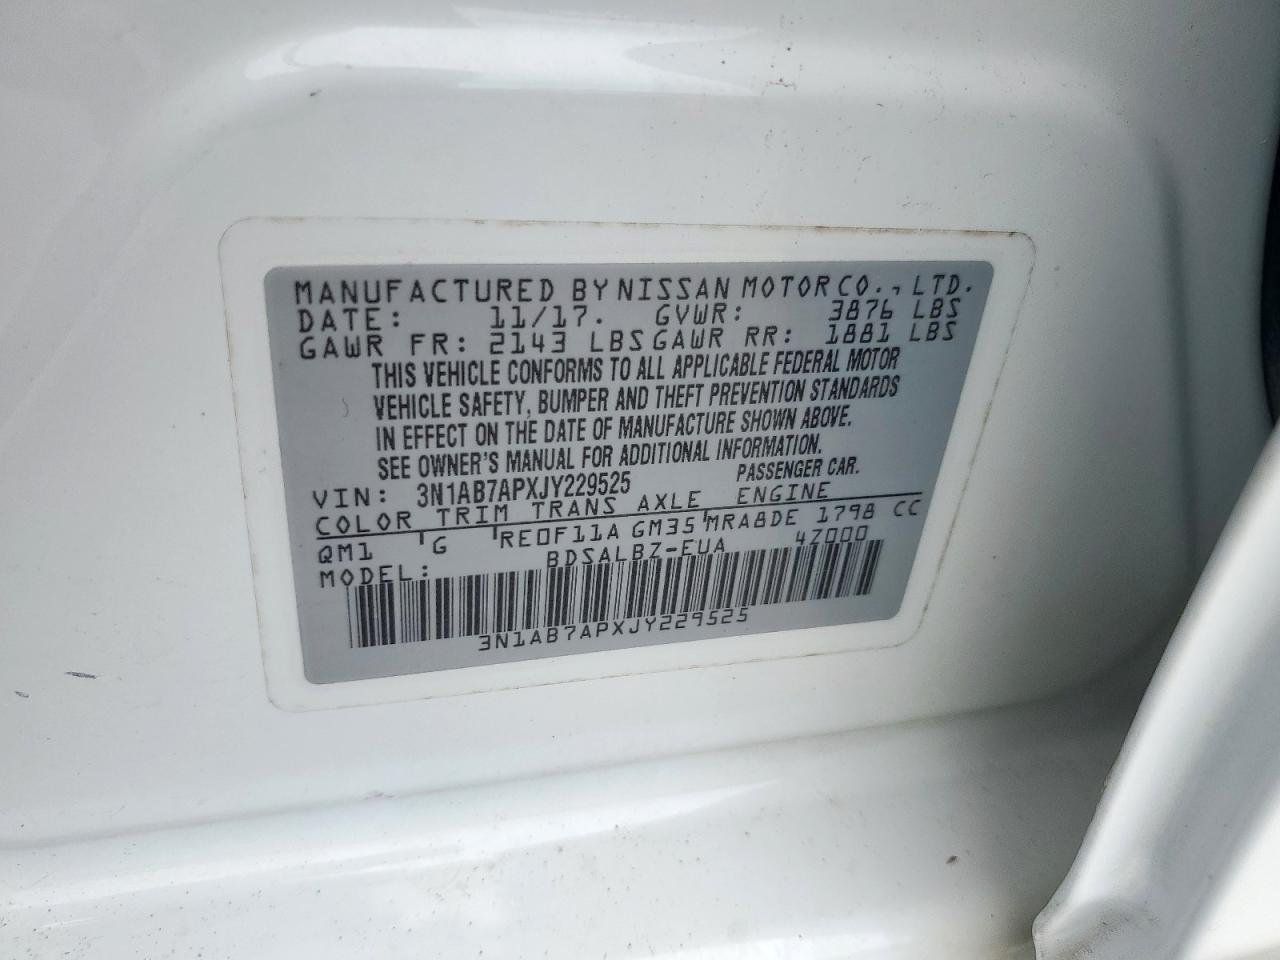 MANUFACTURED BY NISSAN MOTOR CO., LTD.
DATE: 11/17. GVWR: 3876 LBS
GAWR FR: 2143 LBS GAWR RR: 1881 LBS
THIS VEHICLE CONFORMS TO ALL APPLICABLE FEDERAL MOTOR
VEHICLE SAFETY, BUMPER AND THEFT PREVENTION STANDARDS
IN EFFECT ON THE DATE OF MANUFACTURE SHOWN ABOVE.
SEE OWNER'S MANUAL FOR ADDITIONAL INFORMATION.
VIN: 3N1AB7APXJY229525 PASSENGER CAR.
COLOR TRIM TRANS AXLE ENGINE
QM1 G RE0F11A GM35 MRA8DE 1798 CC
MODEL: BDSALBZ-EUA 4Z000
3N1AB7APXJY229525